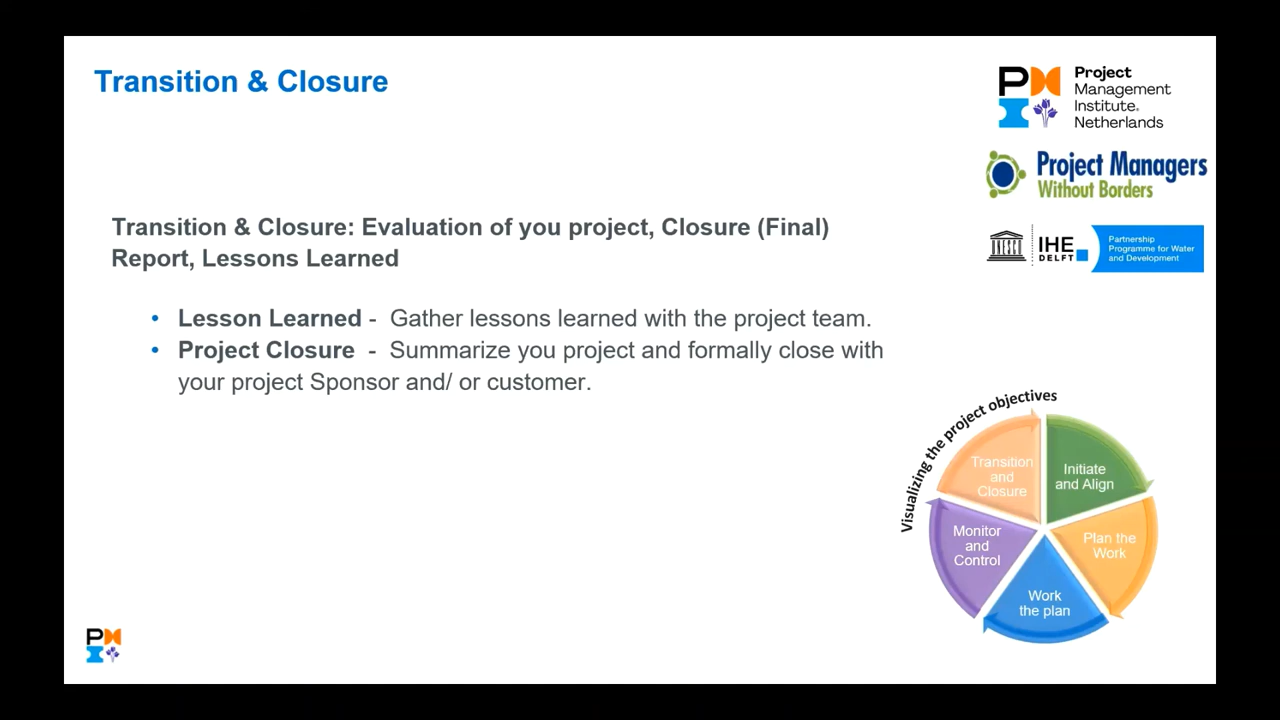 Transition & Closure
Project
Management
Institute.
Netherlands
Project Managers
Without Borders
IHE
DELFT
Partnership
Programme for Water
and Development
Transition & Closure: Evaluation of you project, Closure (Final)
Report, Lessons Learned
• Lesson Learned - Gather lessons learned with the project team.
• Project Closure - Summarize you project and formally close with
your project Sponsor and/ or customer.
Visualizing the project objectives
Transition
and
Closure
Initiate
and Align
Monitor
and
Control
Plan the
Work
Work
the plan